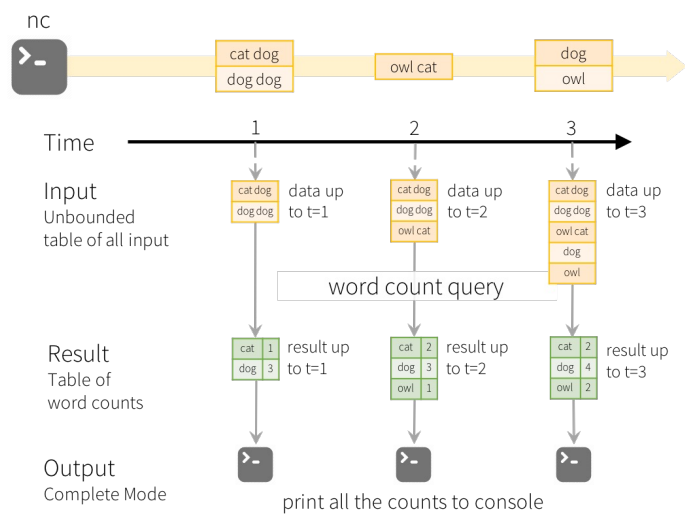 nc
cat dog
dog dog
owl cat
dog
owl
Time
1
2
3
Input
Unbounded
table of all input
cat dog
dog dog
data up
to t=1
cat dog
dog dog
owl cat
data up
to t=2
cat dog
dog dog
owl cat
dog
owl
data up
to t=3
word count query
Result
Table of
word counts
cat 1
dog 3
result up
to t=1
cat 2
dog 3
owl 1
result up
to t=2
cat 2
dog 4
owl 2
result up
to t=3
Output
Complete Mode
print all the counts to console